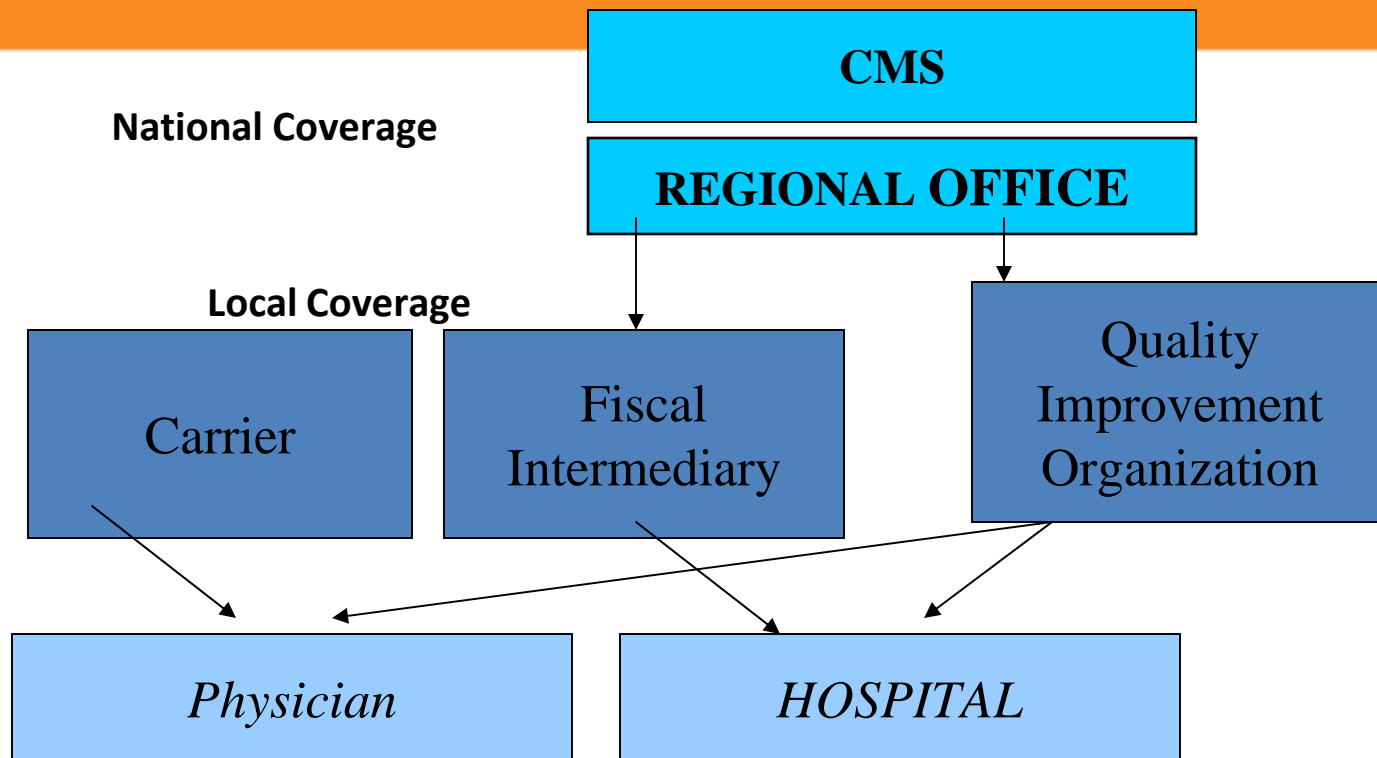 CMS
National Coverage
REGIONAL OFFICE
Local Coverage
Carrier
Fiscal
Intermediary
Quality
Improvement
Organization
Physician
HOSPITAL